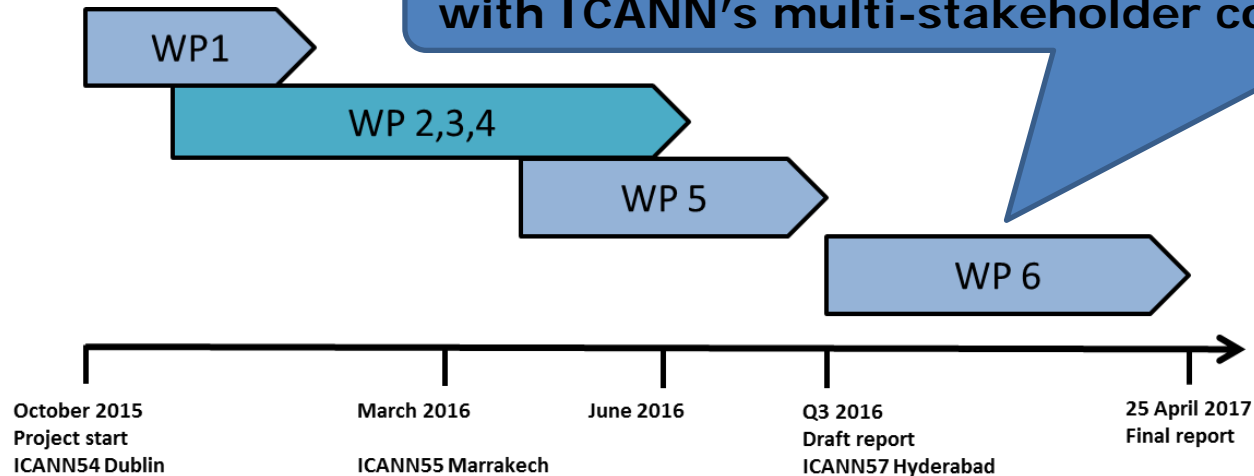 with ICANN's multi-stakeholder
WP1
WP 2,3,4
WP 5
WP 6
October 2015
Project start
ICANN54 Dublin
March 2016
ICANN55 Marrakech
June 2016
Q3 2016
Draft report
ICANN57 Hyderabad
25 April 2017
Final report